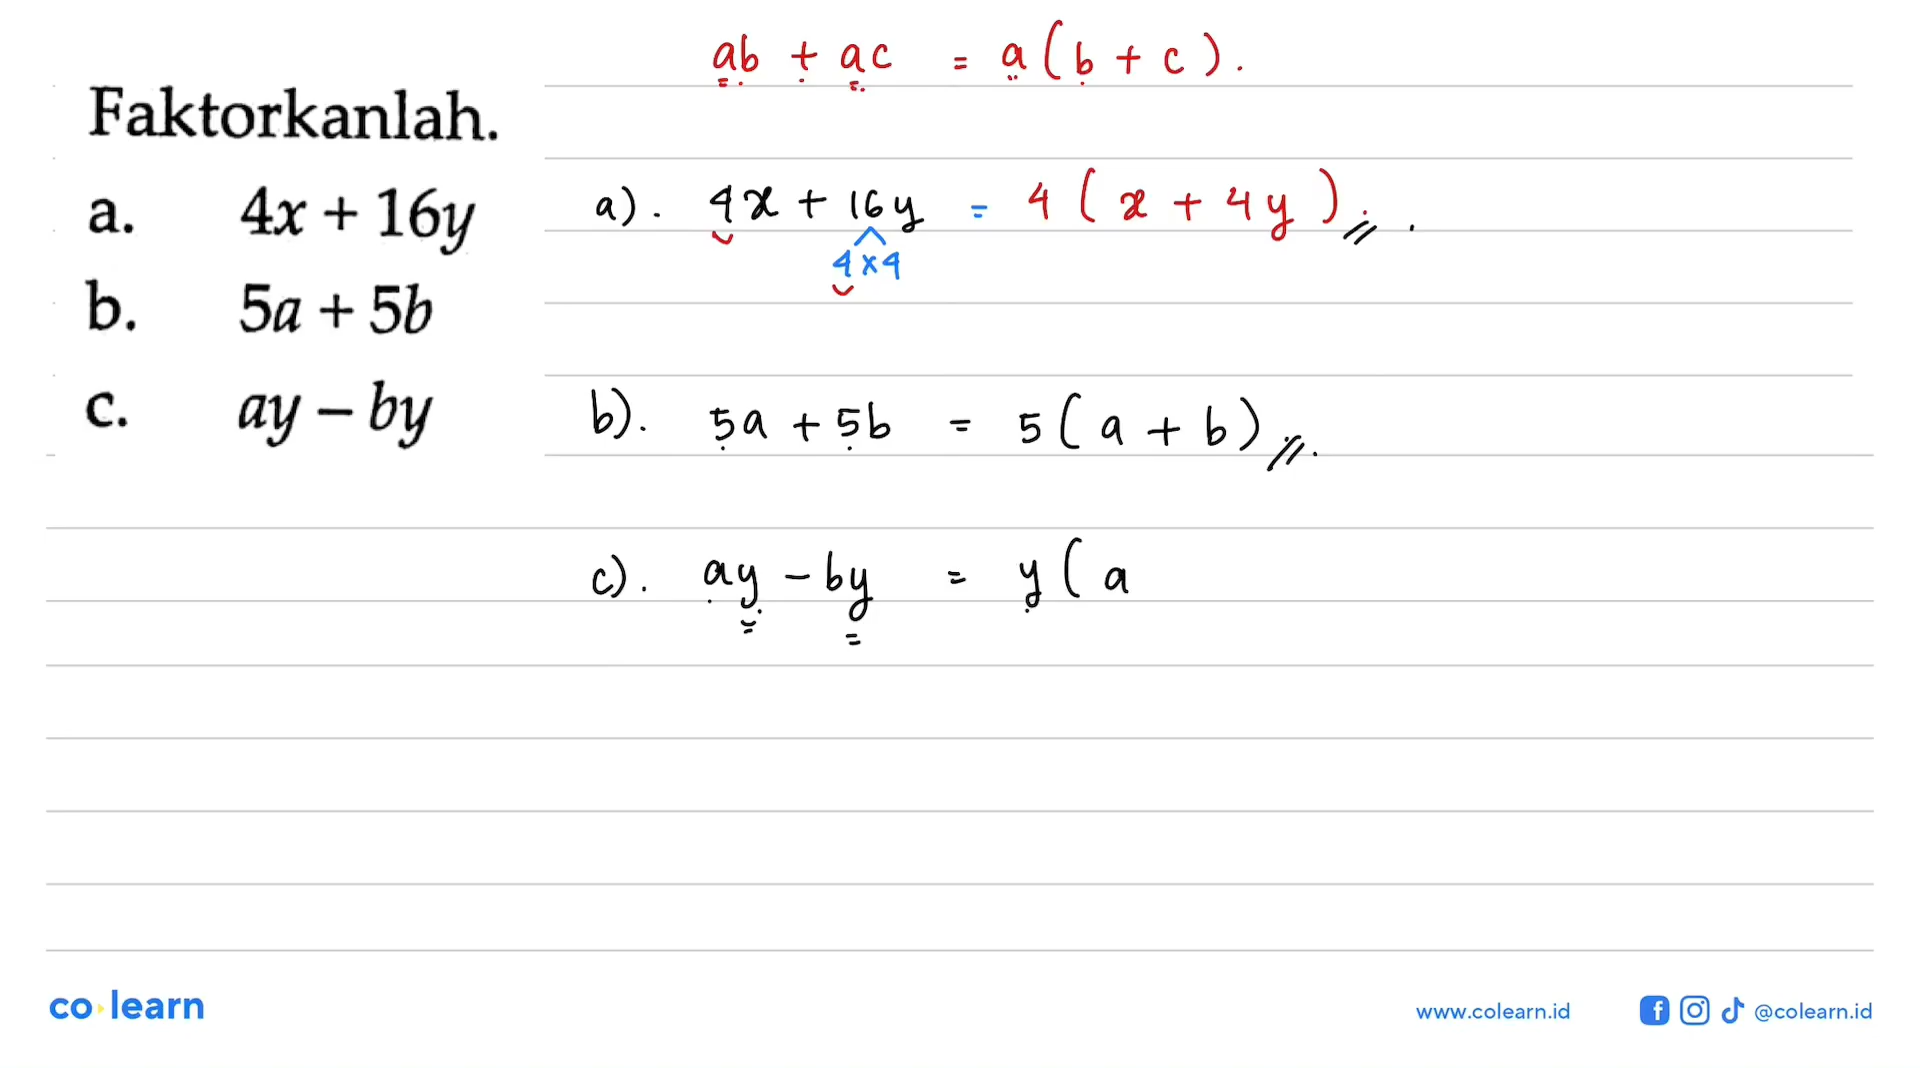 ab + ac = a(b + c).
Faktorkanlah.
a. 4x + 16y
b. 5a + 5b
c. ay – by
a). 4x + 16y = 4(x + 4y).
4×4
b). 5a + 5b = 5(a + b).
c). ay – by = y(a
co learn
www.colearn.id
@colearn.id